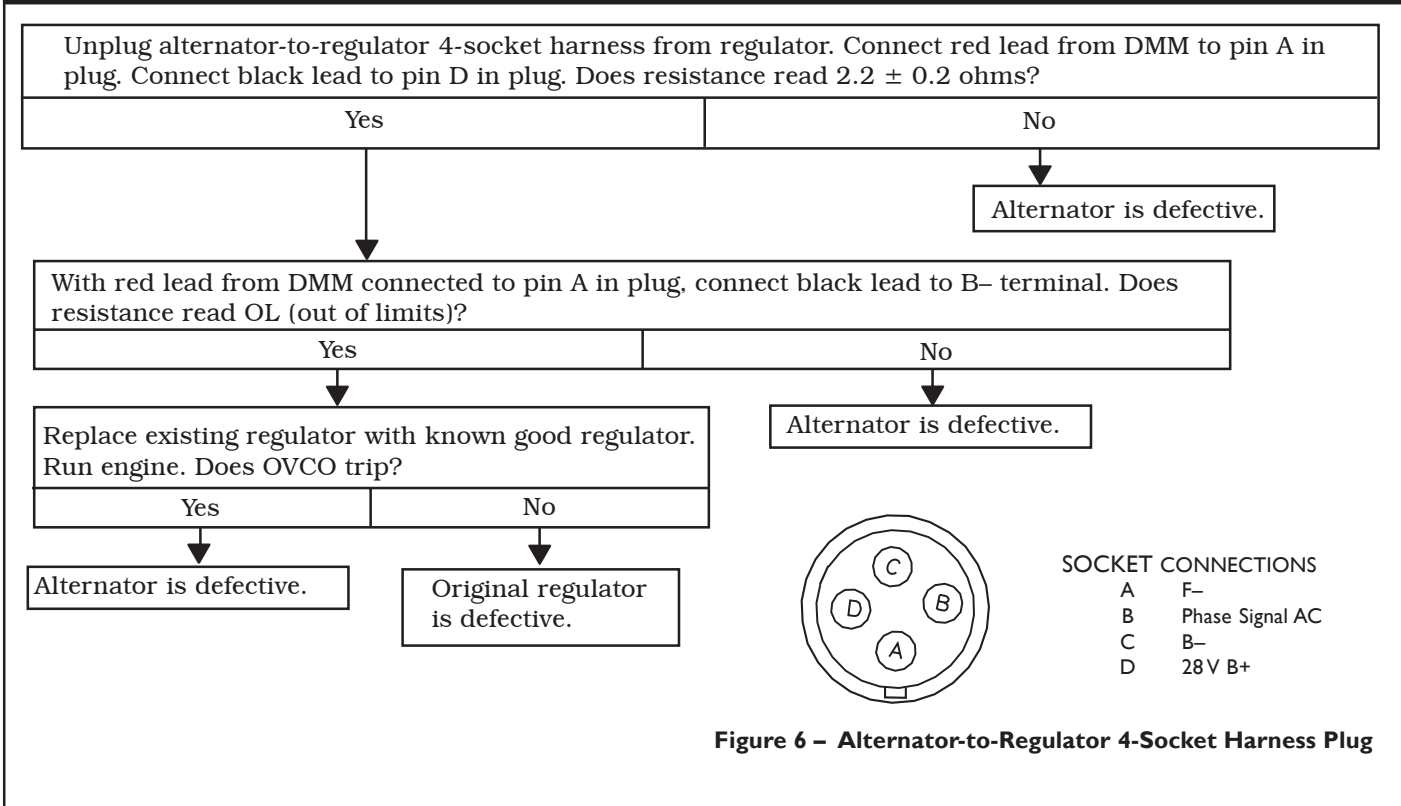 Unplug alternator-to-regulator 4-socket harness from regulator. Connect red lead from DMM to pin A in
plug. Connect black lead to pin D in plug. Does resistance read 2.2 ± 0.2 ohms?
Yes
No
Alternator is defective.
With red lead from DMM connected to pin A in plug, connect black lead to B– terminal. Does
resistance read OL (out of limits)?
Yes
No
Alternator is defective.
Replace existing regulator with known good regulator.
Run engine. Does OVCO trip?
Yes
No
Alternator is defective.
Original regulator
is defective.
C
D
B
A
SOCKET CONNECTIONS
A F–
B Phase Signal AC
C B–
D 28 V B+
Figure 6 – Alternator-to-Regulator 4-Socket Harness Plug